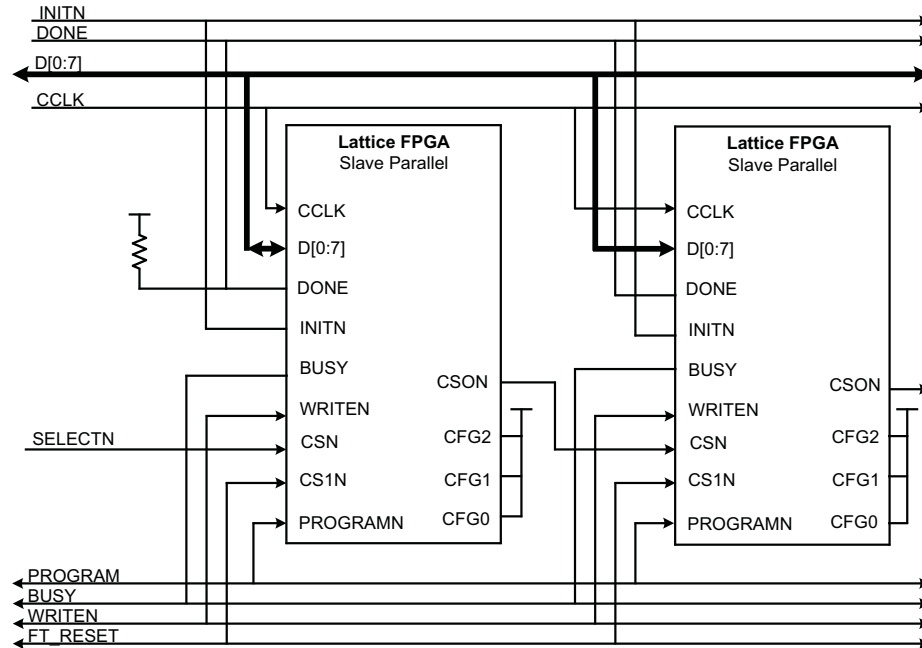 INITN
DONE
D[0:7]
CCLK
Lattice FPGA
Slave Parallel
CCLK
D[0:7]
DONE
INITN
BUSY
WRITEN
CSN
CS1N
PROGRAMN
CSON
CFG2
CFG1
CFG0
Lattice FPGA
Slave Parallel
CCLK
D[0:7]
DONE
INITN
BUSY
WRITEN
CSN
CS1N
PROGRAMN
CSON
CFG2
CFG1
CFG0
SELECTN
PROGRAM
BUSY
WRITEN
FT_RESET